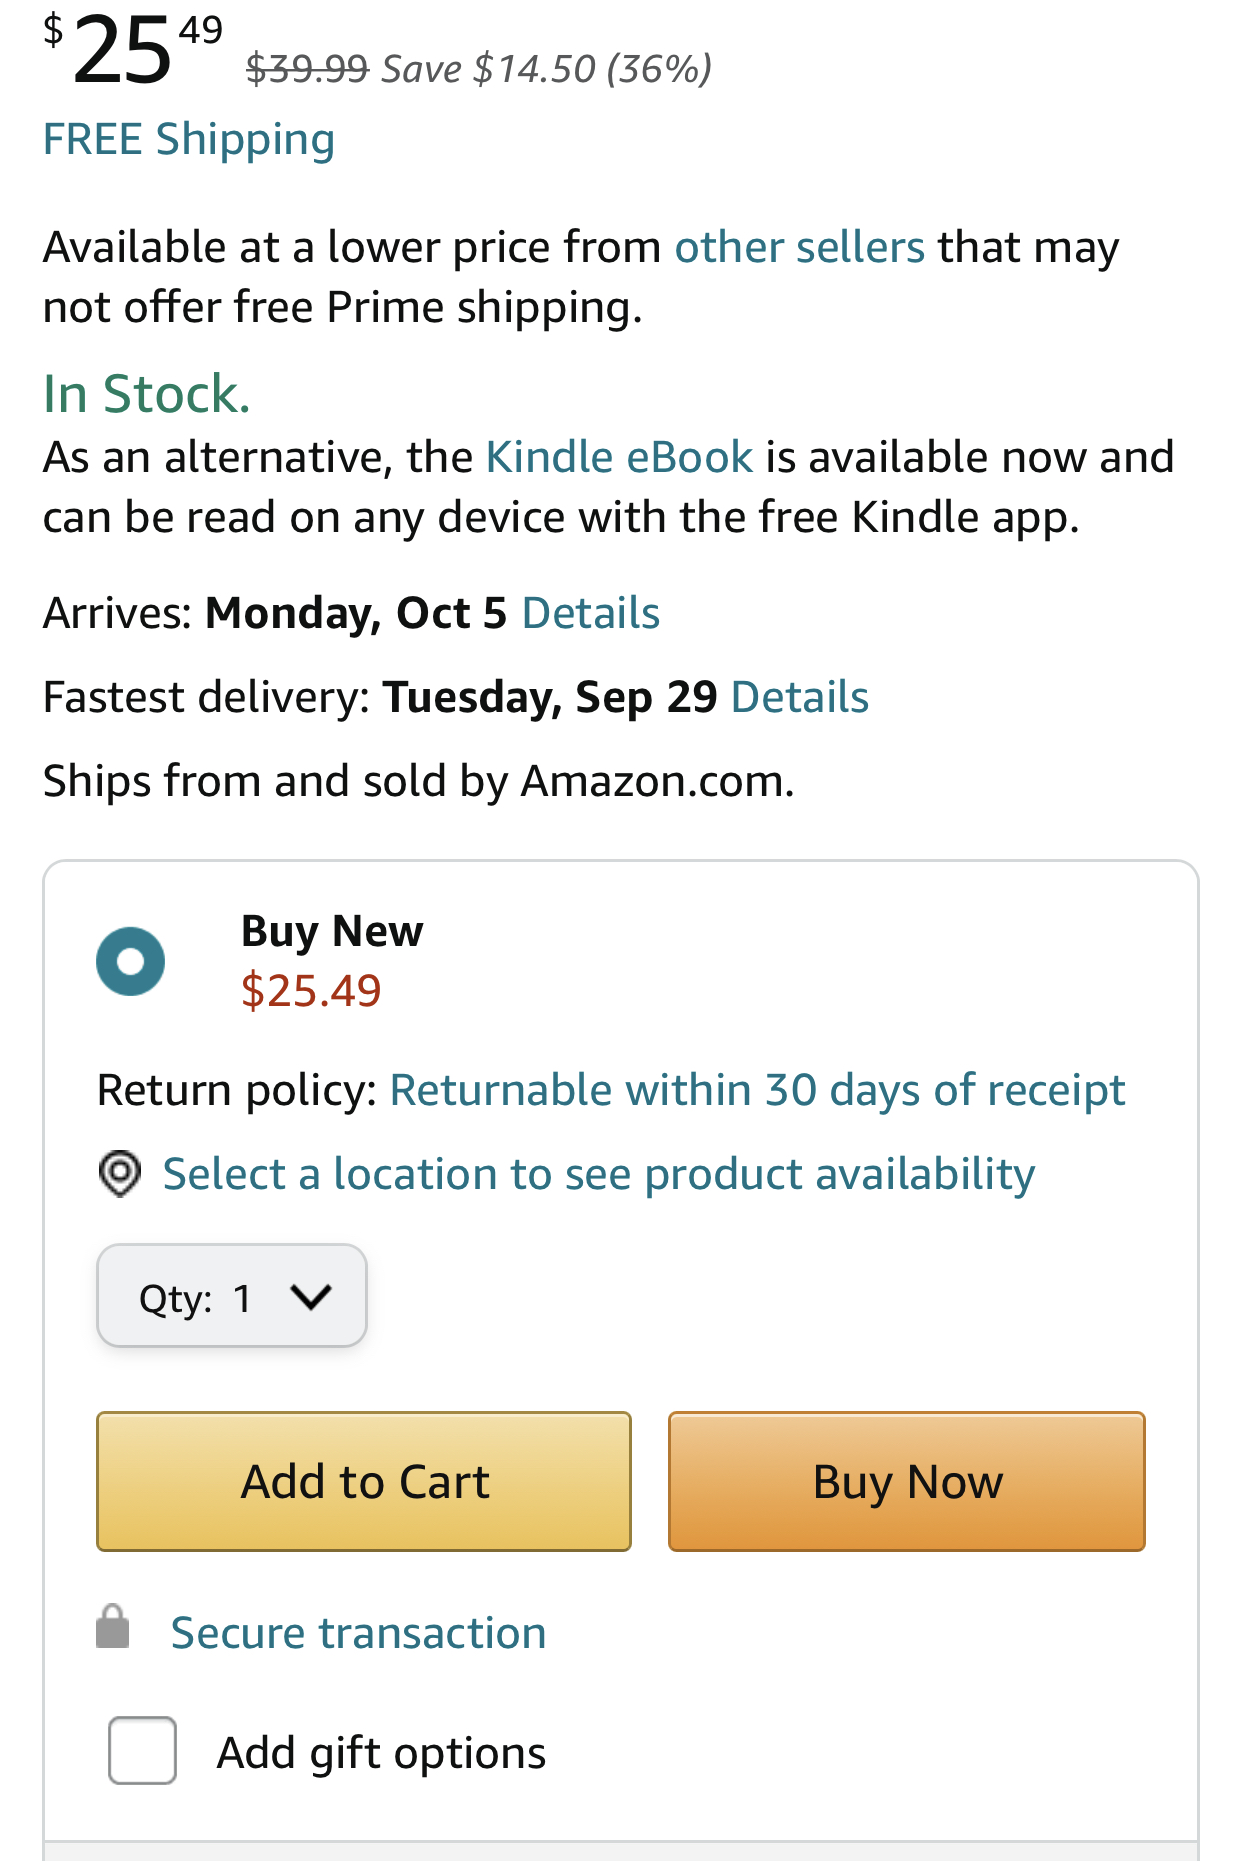 $25 49 $39.99 Save $14.50 (36%)
FREE Shipping
Available at a lower price from other sellers that may
not offer free Prime shipping.
In Stock.
As an alternative, the Kindle eBook is available now and
can be read on any device with the free Kindle app.
Arrives: Monday, Oct 5 Details
Fastest delivery: Tuesday, Sep 29 Details
Ships from and sold by Amazon.com.
Buy New
$25.49
Return policy: Returnable within 30 days of receipt
Select a location to see product availability
Qty: 1
Add to Cart
Buy Now
Secure transaction
Add gift options